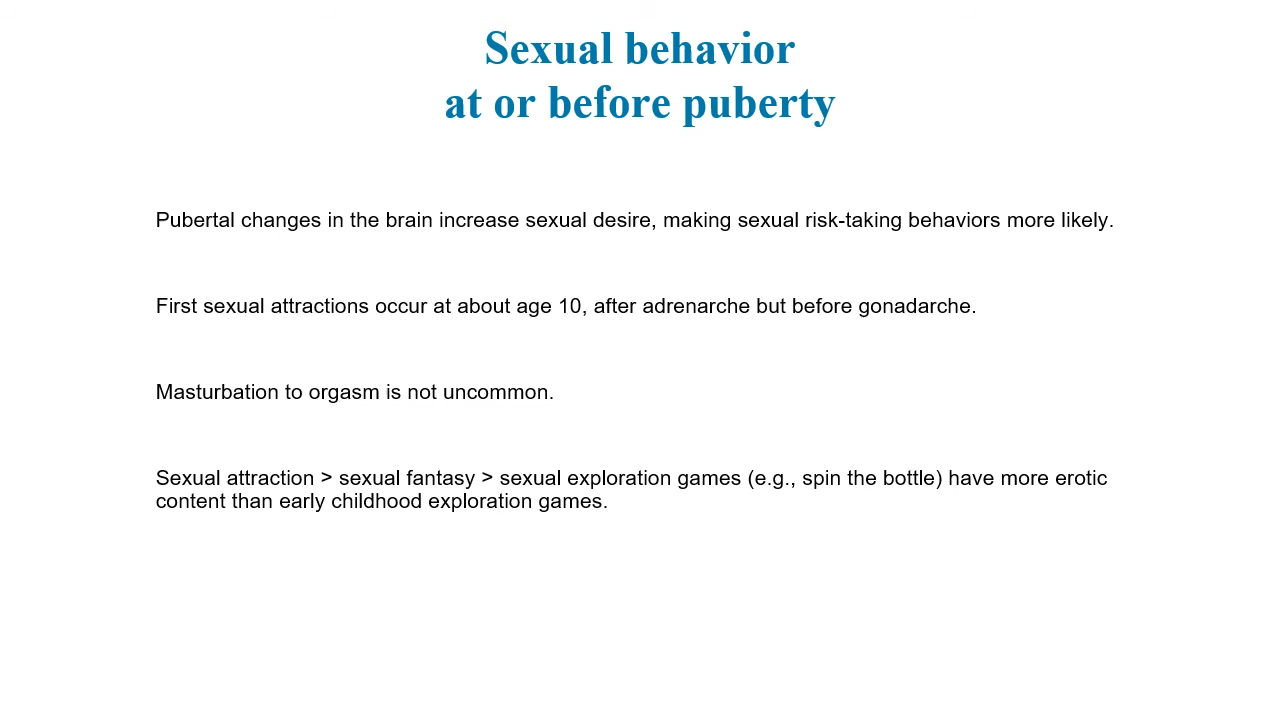 Sexual behavior
at or before puberty
Pubertal changes in the brain increase sexual desire, making sexual risk-taking behaviors more likely.
First sexual attractions occur at about age 10, after adrenarche but before gonadarche.
Masturbation to orgasm is not uncommon.
Sexual attraction > sexual fantasy > sexual exploration games (e.g., spin the bottle) have more erotic
content than early childhood exploration games.